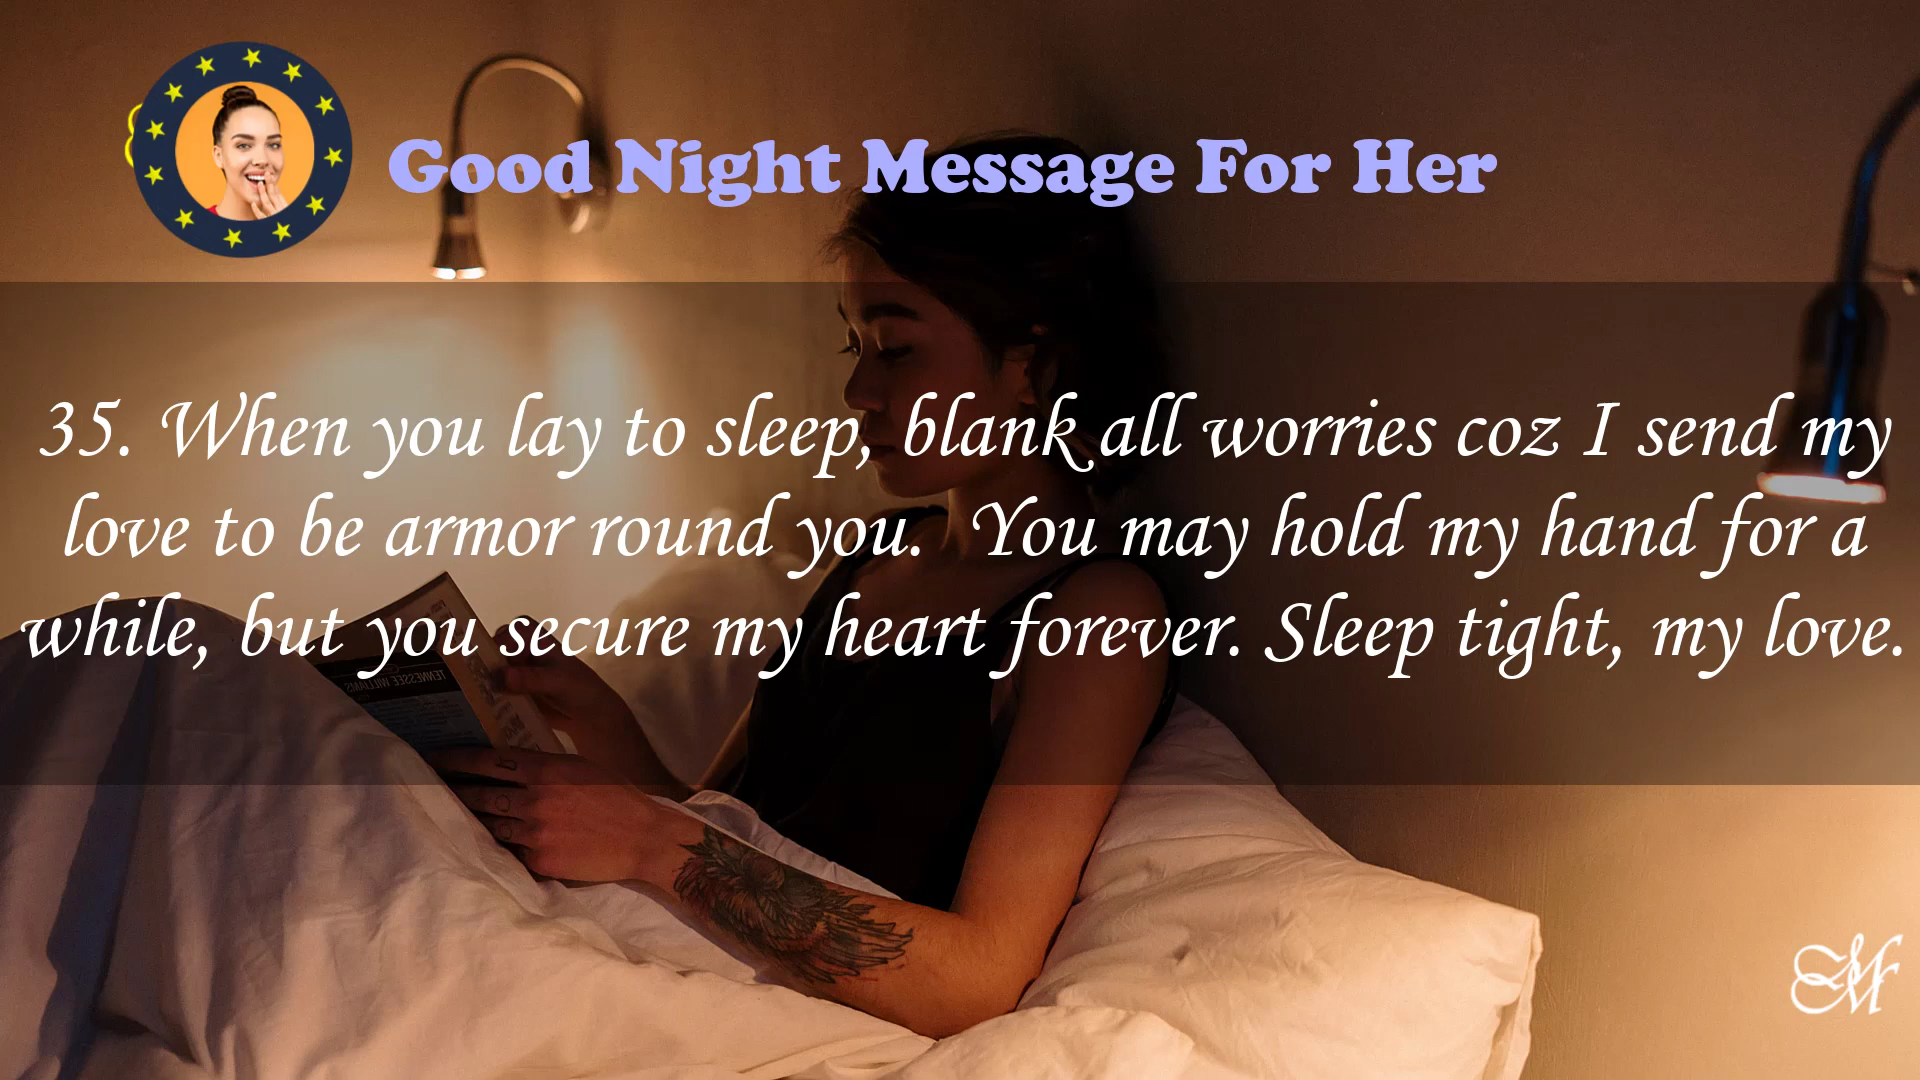 Good Night Message For Her
35. When you lay to sleep, blank all worries coz I send my
love to be armor round you. You may hold my hand for a
while, but you secure my heart forever. Sleep tight, my love.
TENNESSEE WILLIAMS